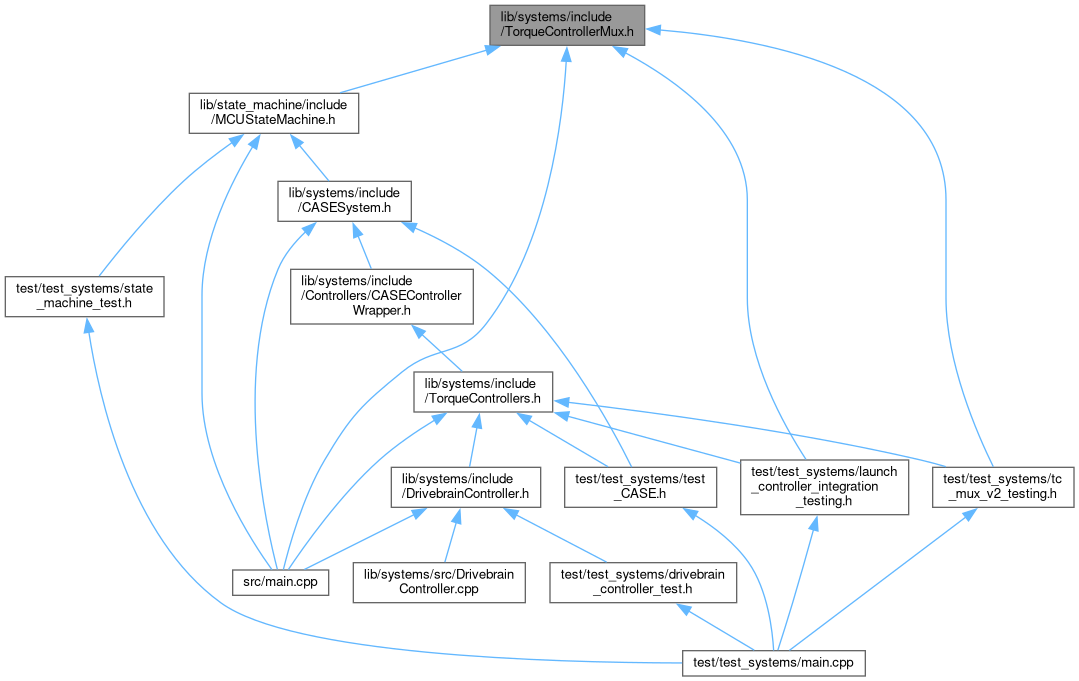 lib/systems/include
/TorqueControllerMux.h
lib/state_machine/include
/MCUStateMachine.h
lib/systems/include
/CASESystem.h
test/test_systems/state
_machine_test.h
lib/systems/include
/Controllers/CASEController
Wrapper.h
lib/systems/include
/TorqueControllers.h
lib/systems/include
/DrivebrainController.h
test/test_systems/test
_CASE.h
test/test_systems/launch
_controller_integration
_testing.h
test/test_systems/tc
_mux_v2_testing.h
src/main.cpp
lib/systems/src/Drivebrain
Controller.cpp
test/test_systems/drivebrain
_controller_test.h
test/test_systems/main.cpp